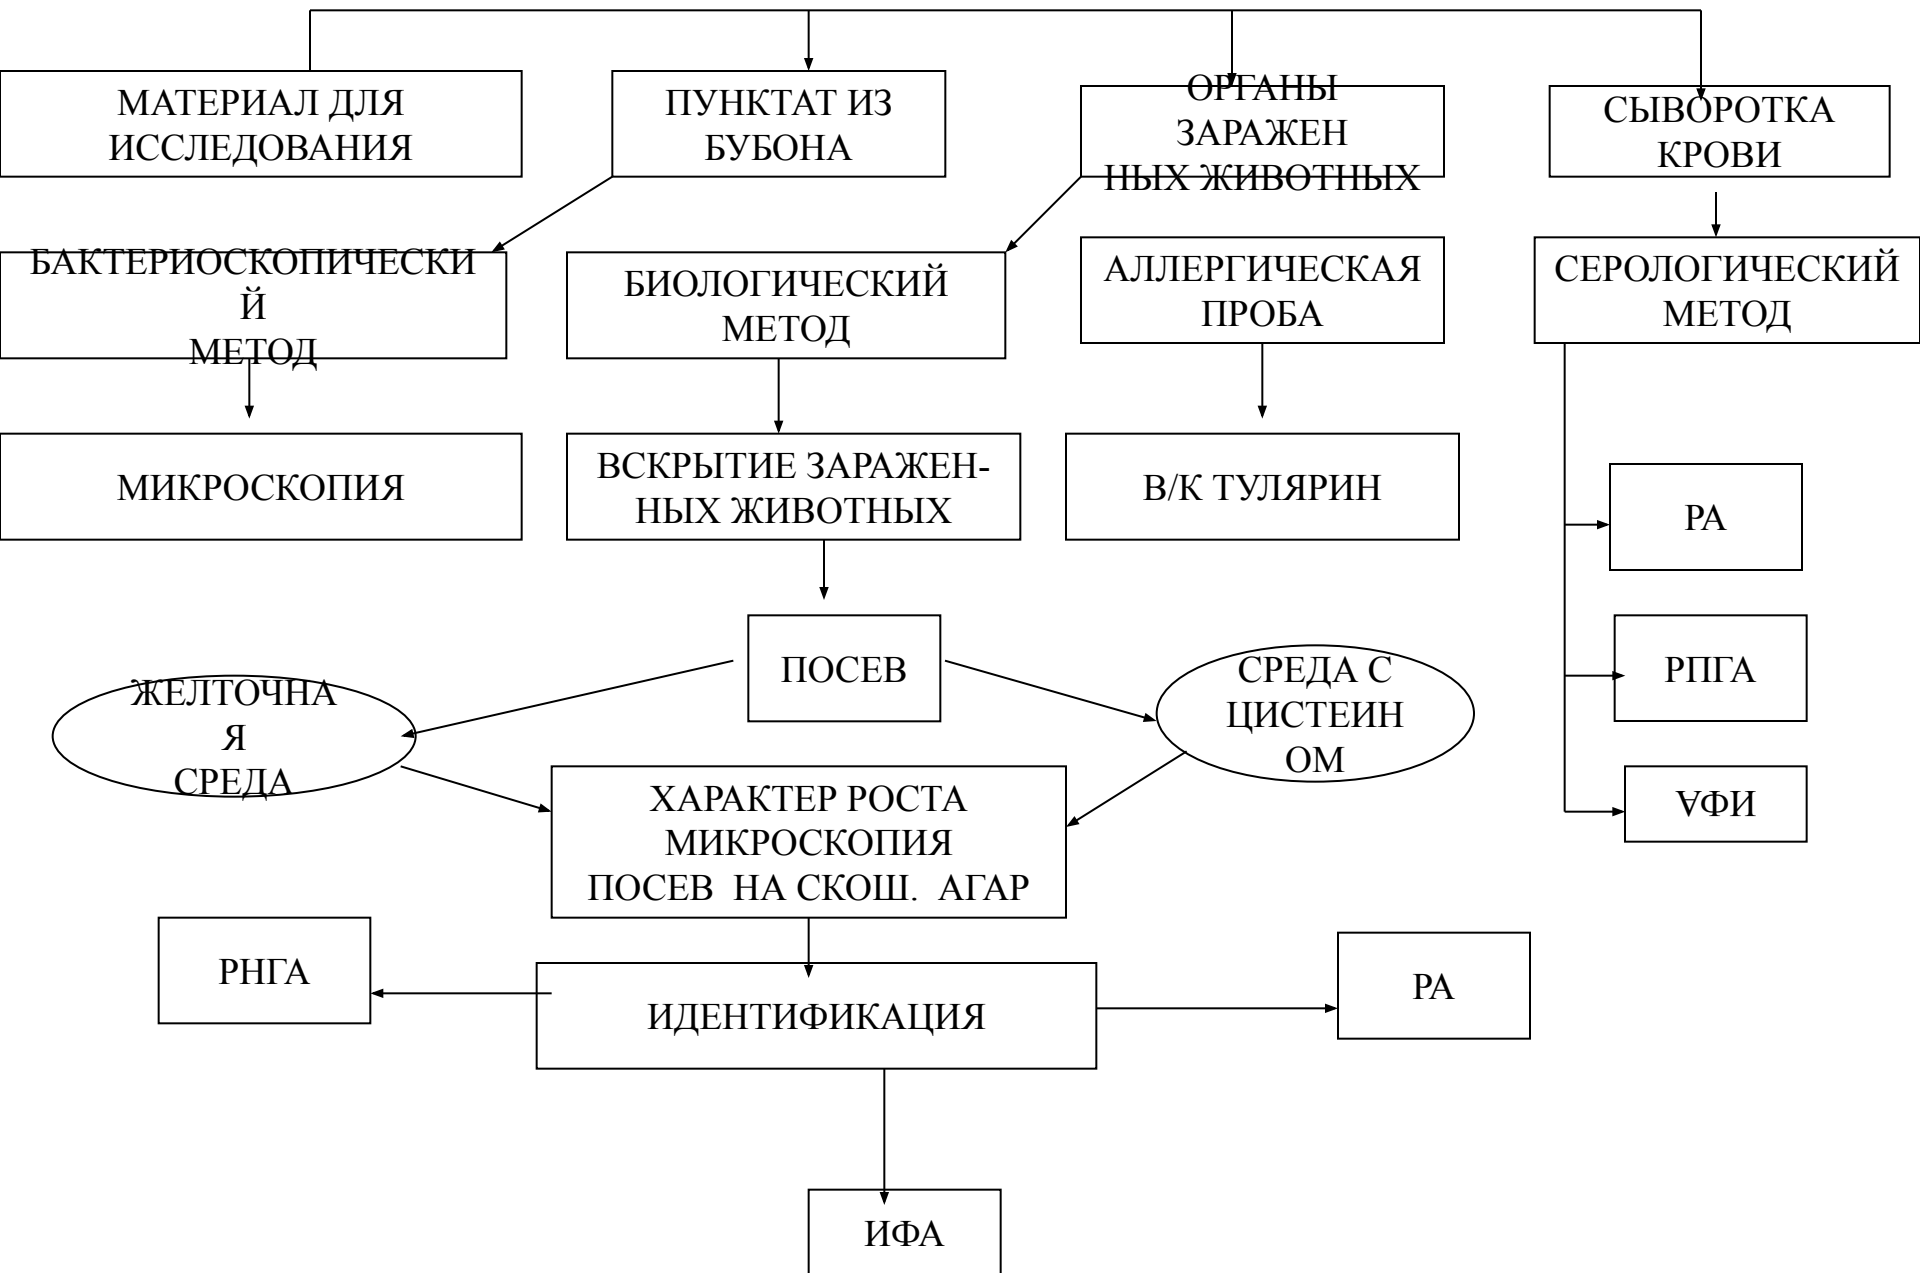 МАТЕРИАЛ ДЛЯ
ИССЛЕДОВАНИЯ
ПУНКТАТ ИЗ
БУБОНА
ОРГАНЫ
ЗАРАЖЕН
НЫХ ЖИВОТНЫХ
СЫВОРОТКА
КРОВИ
БАКТЕРИОСКОПИЧЕСКИ
Й
МЕТОД
БИОЛОГИЧЕСКИЙ
МЕТОД
АЛЛЕРГИЧЕСКАЯ
ПРОБА
СЕРОЛОГИЧЕСКИЙ
МЕТОД
МИКРОСКОПИЯ
ВСКРЫТИЕ ЗАРАЖЕН-
НЫХ ЖИВОТНЫХ
В/К ТУЛЯРИН
РА
ПОСЕВ
РПГА
ЖЕЛТОЧНА
Я
СРЕДА
СРЕДА С
ЦИСТЕИН
ОМ
ХАРАКТЕР РОСТА
МИКРОСКОПИЯ
ПОСЕВ НА СКОШ. АГАР
ИФА
РНГА
ИДЕНТИФИКАЦИЯ
РА
ИФА